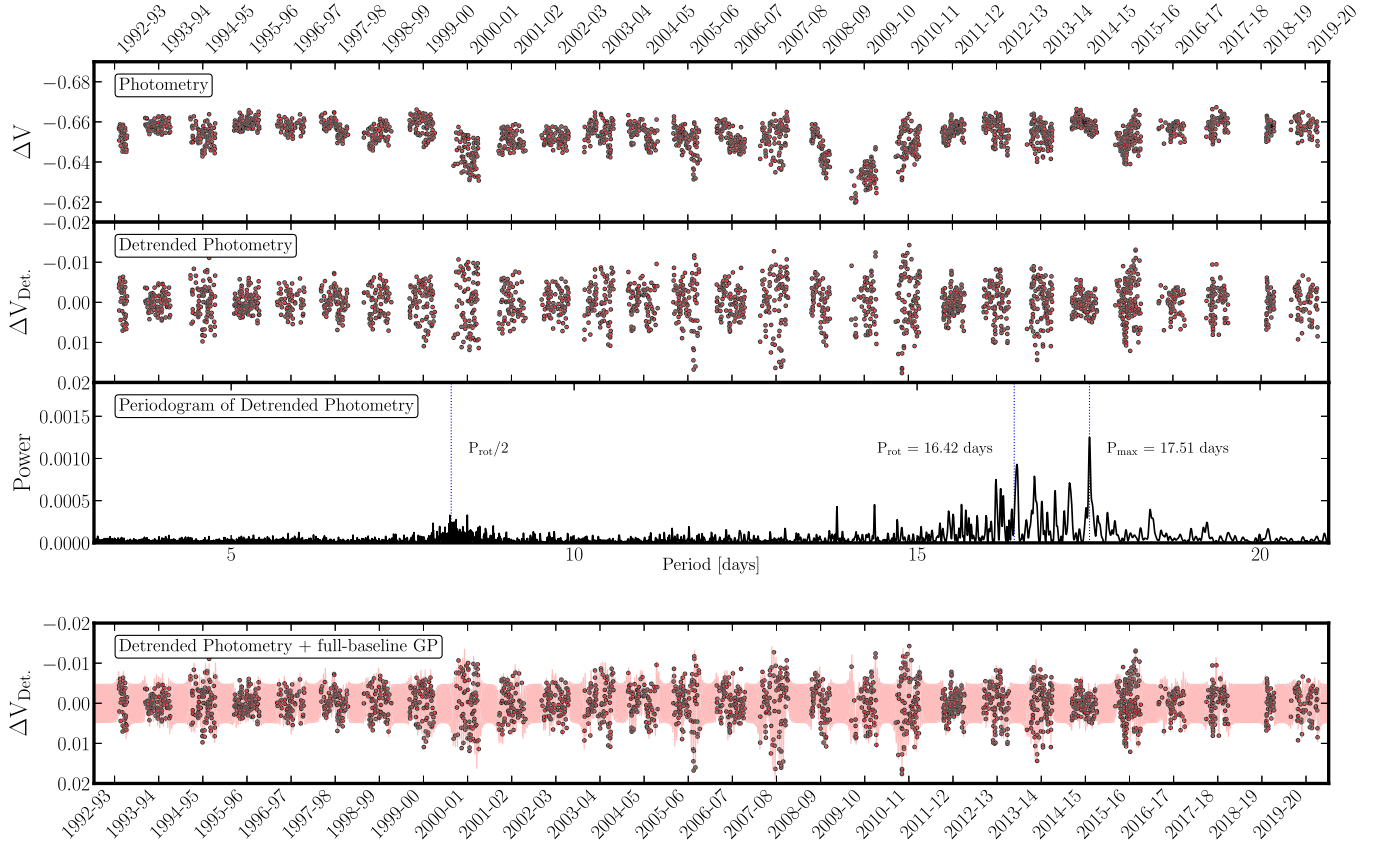 1992-93 1993-94 1994-95 1995-96 1996-97 1997-98 1998-99 1999-00 2000-01 2001-02 2002-03 2003-04 2004-05 2005-06 2006-07 2007-08 2008-09 2009-10 2010-11 2011-12 2012-13 2013-14 2014-15 2015-16 2016-17 2017-18 2018-19 2019-20
Photometry
ΔV
−0.68
−0.66
−0.64
−0.62
Detrended Photometry
ΔV_Det.
−0.02
−0.01
0.00
0.01
0.02
Periodogram of Detrended Photometry
Power
0.0015
0.0010
0.0005
0.0000
P_rot/2
P_rot = 16.42 days
P_max = 17.51 days
5 10 15 20
Period [days]
Detrended Photometry + full-baseline GP
ΔV_Det.
−0.02
−0.01
0.00
0.01
0.02
1992-93 1993-94 1994-95 1995-96 1996-97 1997-98 1998-99 1999-00 2000-01 2001-02 2002-03 2003-04 2004-05 2005-06 2006-07 2007-08 2008-09 2009-10 2010-11 2011-12 2012-13 2013-14 2014-15 2015-16 2016-17 2017-18 2018-19 2019-20